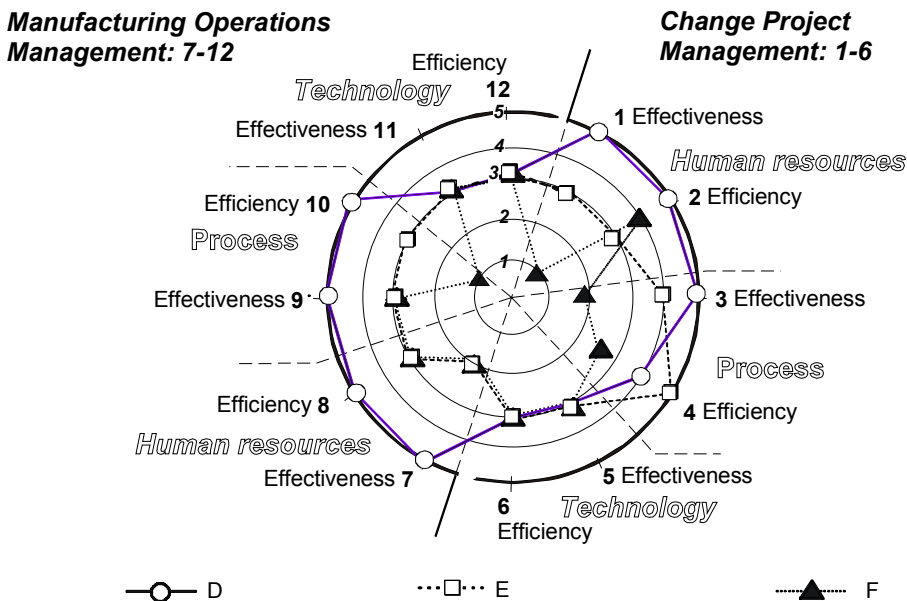 Manufacturing Operations
Management: 7-12
Change Project
Management: 1-6
Efficiency
12
Technology
5
1 Effectiveness
Effectiveness 11
4
Human resources
3
2 Efficiency
Efficiency 10
2
Process
1
Effectiveness 9
3 Effectiveness
Process
Efficiency 8
4 Efficiency
Human resources
Effectiveness 7
5 Effectiveness
6
Technology
Efficiency
D
E
F